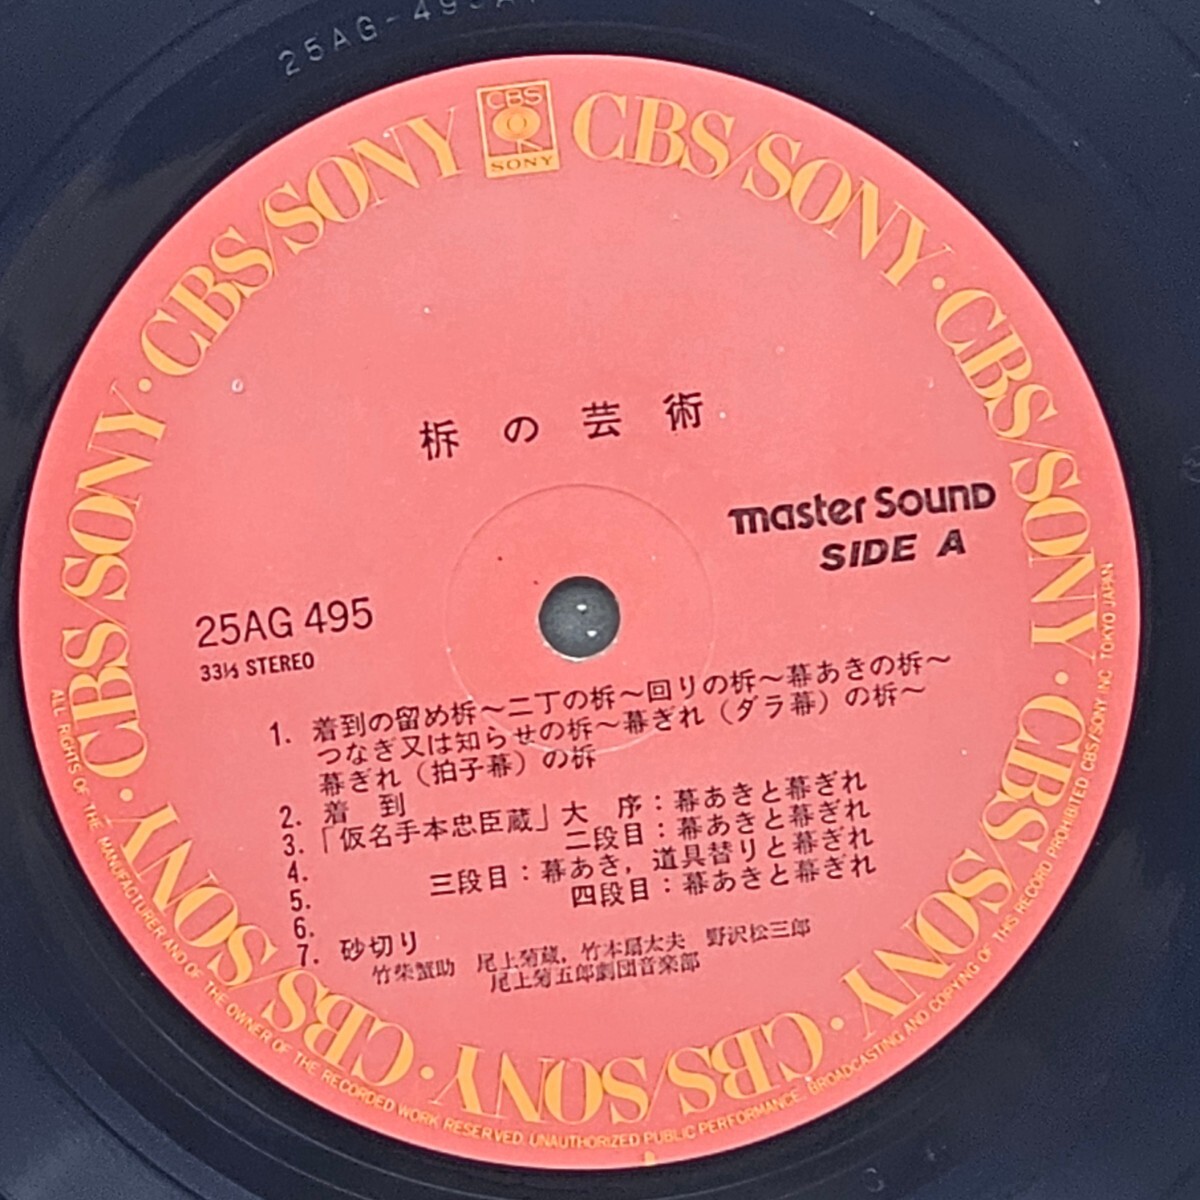 25AG-495A
CBS
SONY
CBS/SONY · CBS/SONY · CBS/SONY · CBS/SONY · CBS/SONY · CBS/SONY · CBS/SONY · CBS/SONY · CBS/SONY
柝の芸術
master Sound
SIDE A
25AG 495
33⅓ STEREO
1. 着到の留め柝〜二丁の柝〜回りの柝〜幕あきの柝〜
つなぎ又は知らせの柝〜幕ぎれ（ダラ幕）の柝〜
幕ぎれ（拍子幕）の柝
2. 着到
3. 「仮名手本忠臣蔵」大序：幕あきと幕ぎれ
4. 二段目：幕あきと幕ぎれ
5. 三段目：幕あき，道具替りと幕ぎれ
6. 四段目：幕あきと幕ぎれ
7. 砂切り
竹柴蟹助 尾上菊蔵，竹本扇太夫 野沢松三郎
尾上菊五郎劇団音楽部
ALL RIGHTS OF THE MANUFACTURER AND OF THE OWNER OF THE RECORDED WORK RESERVED. UNAUTHORIZED PUBLIC PERFORMANCE. BROADCASTING AND COPYING OF THIS RECORD PROHIBITED CBS/SONY INC. TOKYO JAPAN